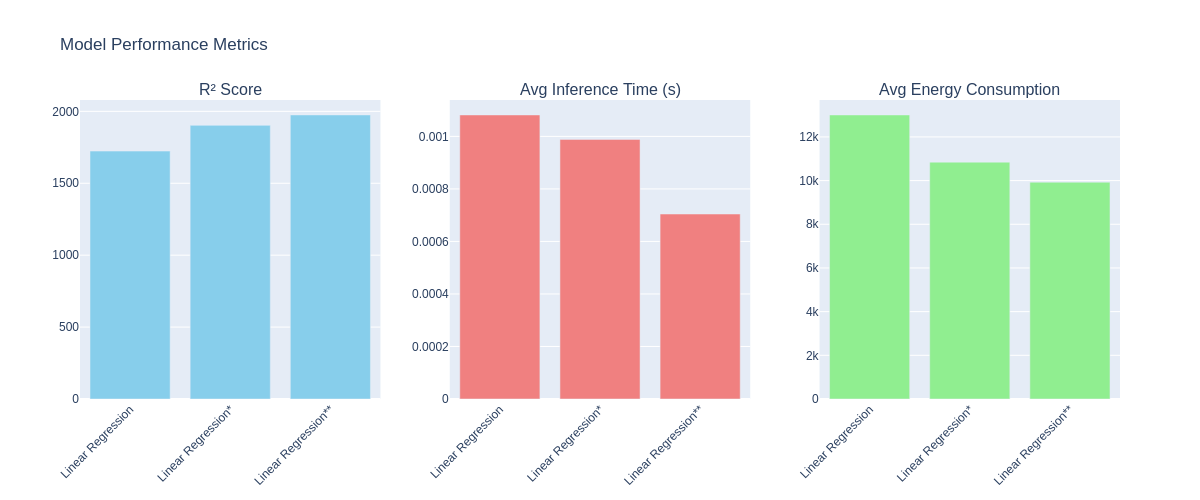 Model Performance Metrics
R² Score
Avg Inference Time (s)
Avg Energy Consumption
2000
1500
1000
500
0
Linear Regression
Linear Regression*
Linear Regression**
0.001
0.0008
0.0006
0.0004
0.0002
0
Linear Regression
Linear Regression*
Linear Regression**
12k
10k
8k
6k
4k
2k
0
Linear Regression
Linear Regression*
Linear Regression**